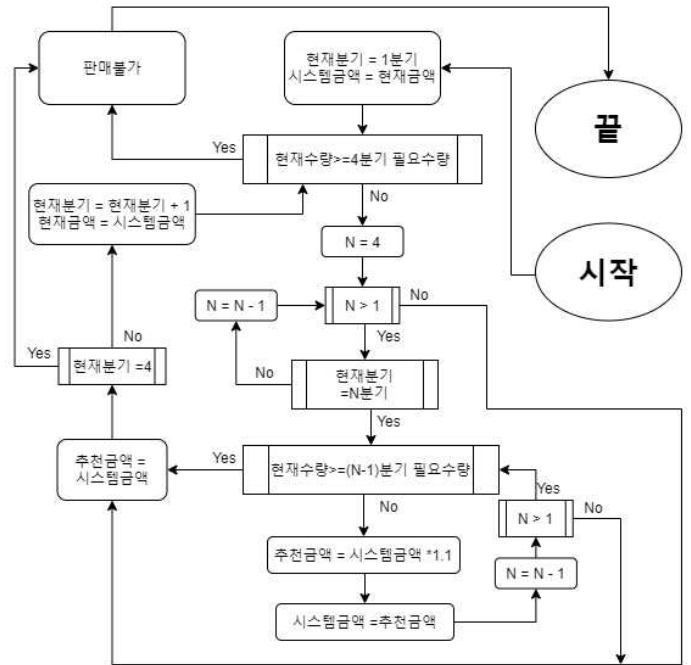 판매불가
현재분기 = 1분기
시스템금액 = 현재금액
끝
Yes
현재수량>=4분기 필요수량
No
현재분기 = 현재분기 + 1
현재금액 = 시스템금액
N = 4
시작
N = N - 1
N > 1
No
Yes
No
Yes
현재분기 =4
No
현재분기
=N분기
Yes
추천금액 =
시스템금액
Yes
현재수량>=(N-1)분기 필요수량
Yes
No
N > 1
No
추천금액 = 시스템금액 *1.1
N = N - 1
시스템금액 =추천금액